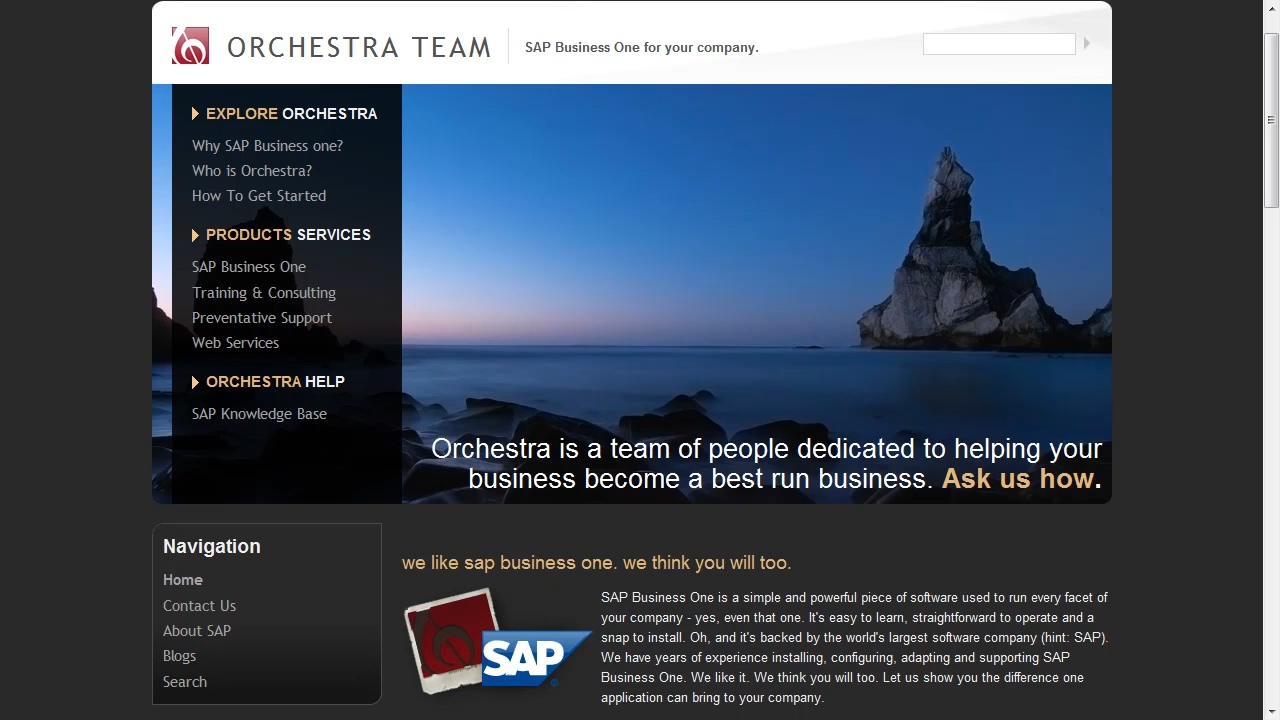 ORCHESTRA TEAM
SAP Business One for your company.
EXPLORE ORCHESTRA
Why SAP Business one?
Who is Orchestra?
How To Get Started
PRODUCTS SERVICES
SAP Business One
Training & Consulting
Preventative Support
Web Services
ORCHESTRA HELP
SAP Knowledge Base
Orchestra is a team of people dedicated to helping your
business become a best run business. Ask us how.
Navigation
Home
Contact Us
About SAP
Blogs
Search
we like sap business one. we think you will too.
SAP
SAP Business One is a simple and powerful piece of software used to run every facet of
your company - yes, even that one. It's easy to learn, straightforward to operate and a
snap to install. Oh, and it's backed by the world's largest software company (hint: SAP).
We have years of experience installing, configuring, adapting and supporting SAP
Business One. We like it. We think you will too. Let us show you the difference one
application can bring to your company.